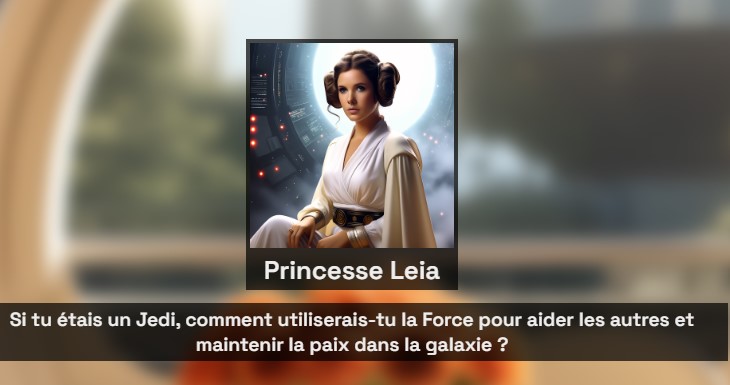 Princesse Leia
Si tu étais un Jedi, comment utiliserais-tu la Force pour aider les autres et
maintenir la paix dans la galaxie ?